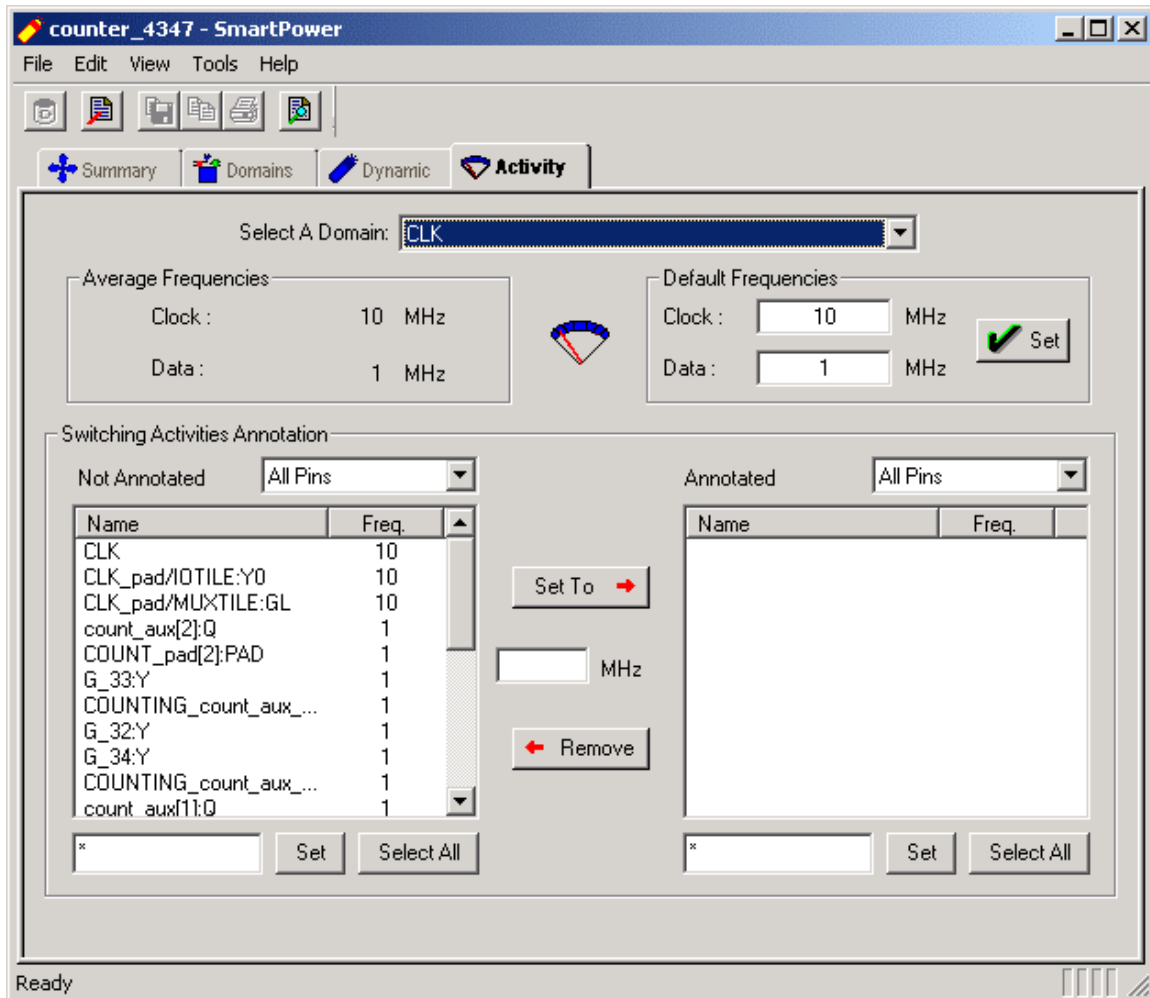 counter_4347 - SmartPower
File Edit View Tools Help
Summary Domains Dynamic Activity
Select A Domain: CLK
Average Frequencies
Clock : 10 MHz
Data : 1 MHz
Default Frequencies
Clock : 10 MHz
Data : 1 MHz
Set
Switching Activities Annotation
Not Annotated All Pins
Name Freq.
CLK 10
CLK_pad/IOTILE:Y0 10
CLK_pad/MUXTILE:GL 10
count_aux[2]:Q 1
COUNT_pad[2]:PAD 1
G_33:Y 1
COUNTING_count_aux_... 1
G_32:Y 1
G_34:Y 1
COUNTING_count_aux_... 1
count_aux[1]:Q 1
* Set Select All
Set To
MHz
Remove
Annotated All Pins
Name Freq.
* Set Select All
Ready